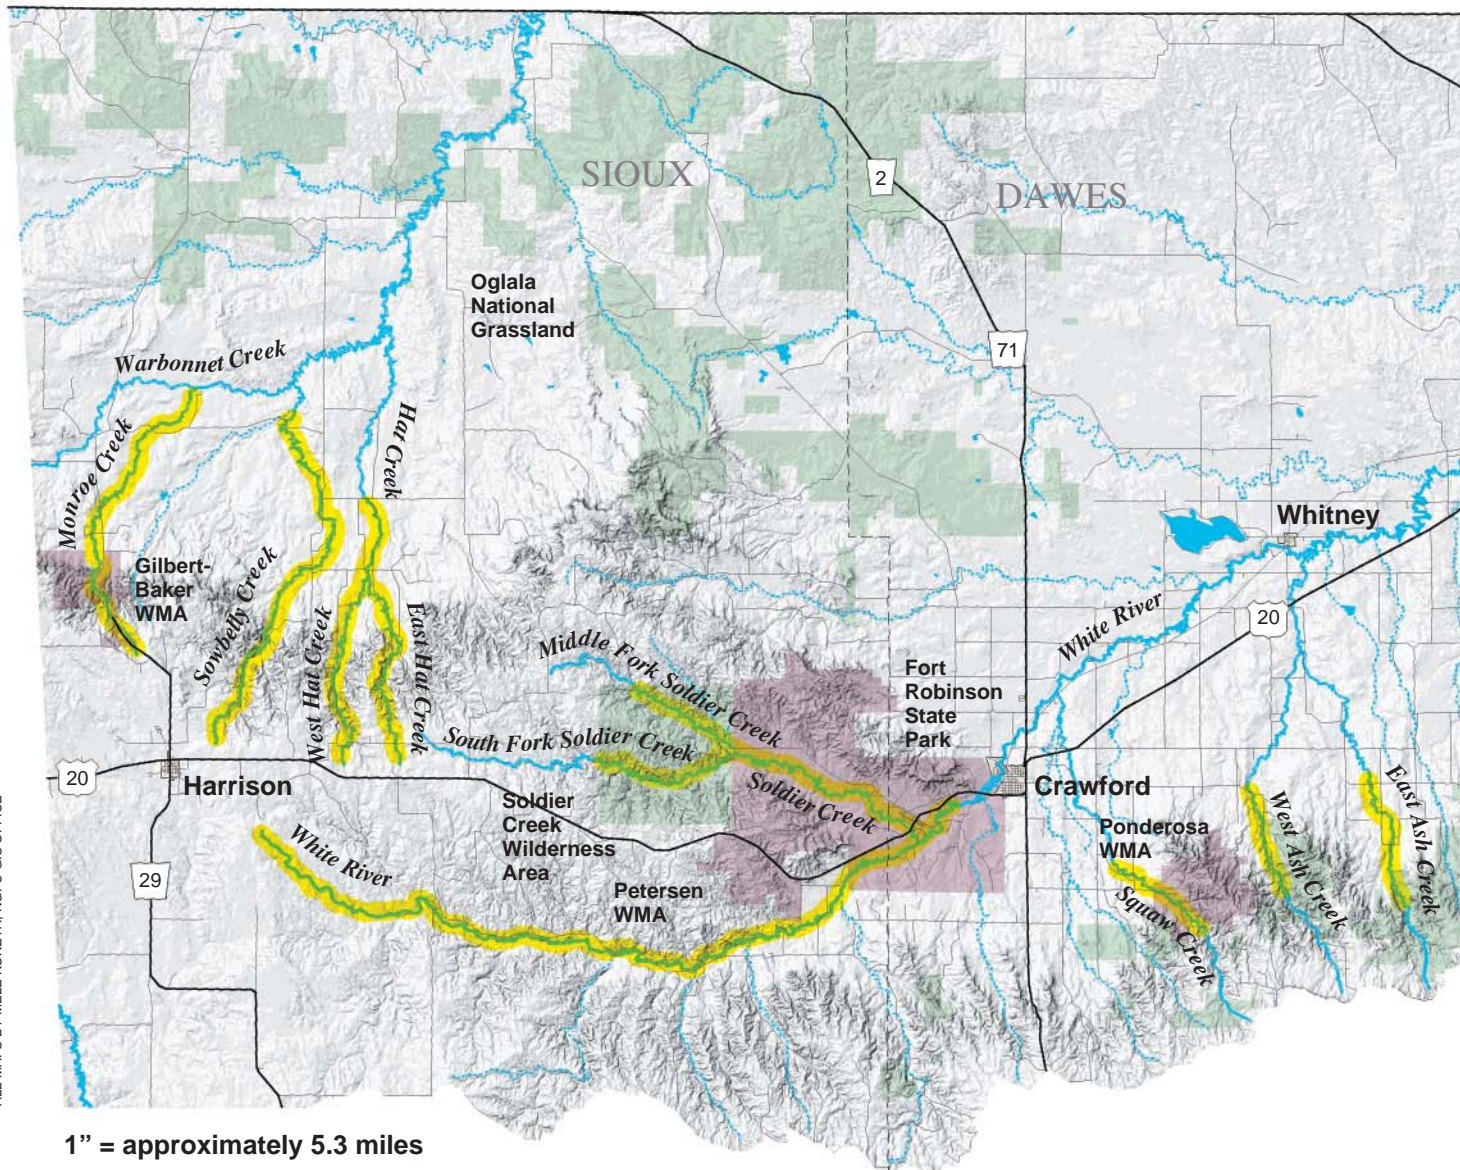 SIOUX
DAWES
2
Oglala
National
Grassland
71
Warbonnet Creek
Hat Creek
Monroe Creek
Gilbert-
Baker
WMA
Sowbelly Creek
West Hat Creek
East Hat Creek
Middle Fork Soldier Creek
South Fork Soldier Creek
Soldier Creek
Fort
Robinson
State
Park
White River
Whitney
20
20
Harrison
Crawford
Soldier
Creek
Wilderness
Area
Petersen
WMA
White River
29
Ponderosa
WMA
Squaw Creek
West Ash Creek
East Ash Creek
1” = approximately 5.3 miles